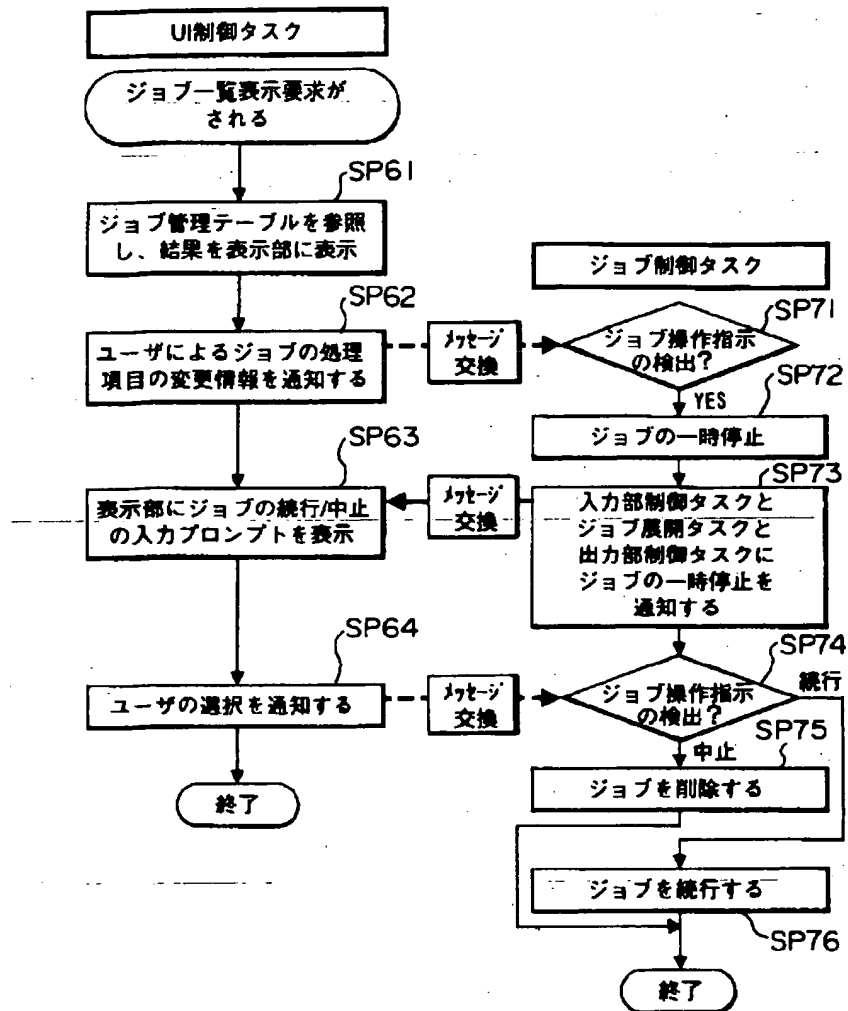 UI制御タスク
ジョブ一覧表示要求が
される
SP61
ジョブ管理テーブルを参照
し、結果を表示部に表示
SP62
ユーザによるジョブの処理
項目の変更情報を通知する
メッセージ
交換
SP63
表示部にジョブの続行/中止
の入力プロンプトを表示
メッセージ
交換
SP64
ユーザの選択を通知する
メッセージ
交換
終了
ジョブ制御タスク
SP71
ジョブ操作指示
の検出?
YES
SP72
ジョブの一時停止
SP73
入力部制御タスクと
ジョブ展開タスクと
出力部制御タスクに
ジョブの一時停止を
通知する
SP74
ジョブ操作指示
の検出?
続行
中止
SP75
ジョブを削除する
ジョブを続行する
SP76
終了